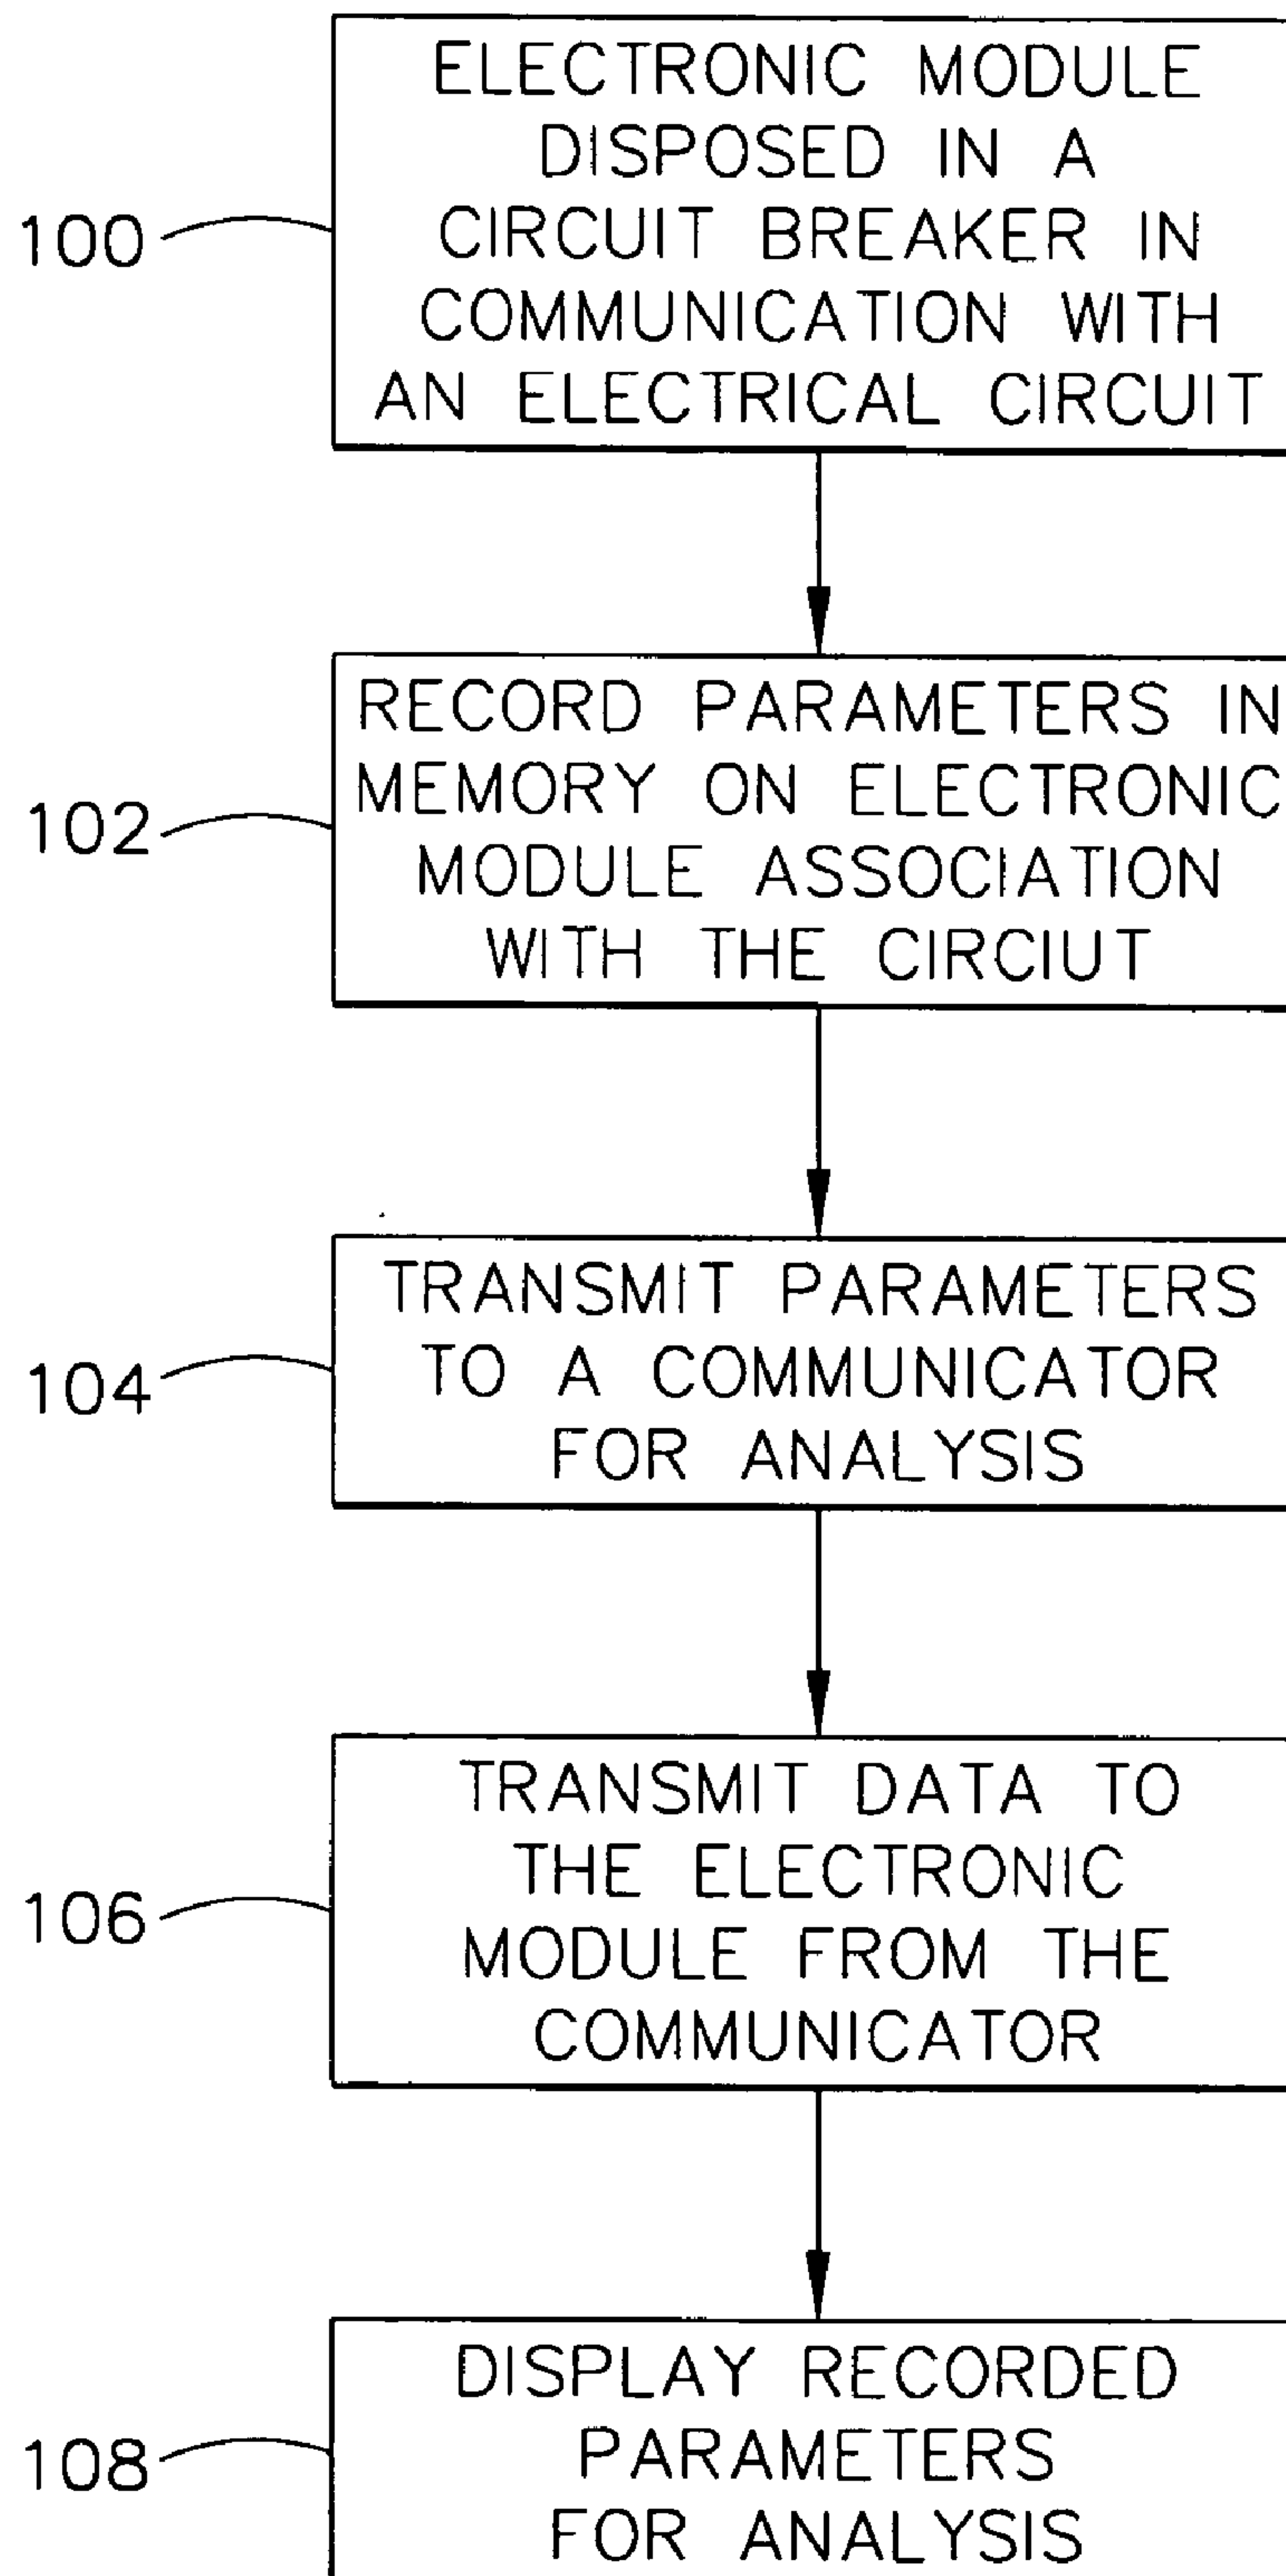 ELECTRONIC MODULE
DISPOSED IN A
CIRCUIT BREAKER IN
COMMUNICATION WITH
AN ELECTRICAL CIRCUIT
100
RECORD PARAMETERS IN
MEMORY ON ELECTRONIC
MODULE ASSOCIATION
WITH THE CIRCIUT
102
TRANSMIT PARAMETERS
TO A COMMUNICATOR
FOR ANALYSIS
104
TRANSMIT DATA TO
THE ELECTRONIC
MODULE FROM THE
COMMUNICATOR
106
DISPLAY RECORDED
PARAMETERS
FOR ANALYSIS
108